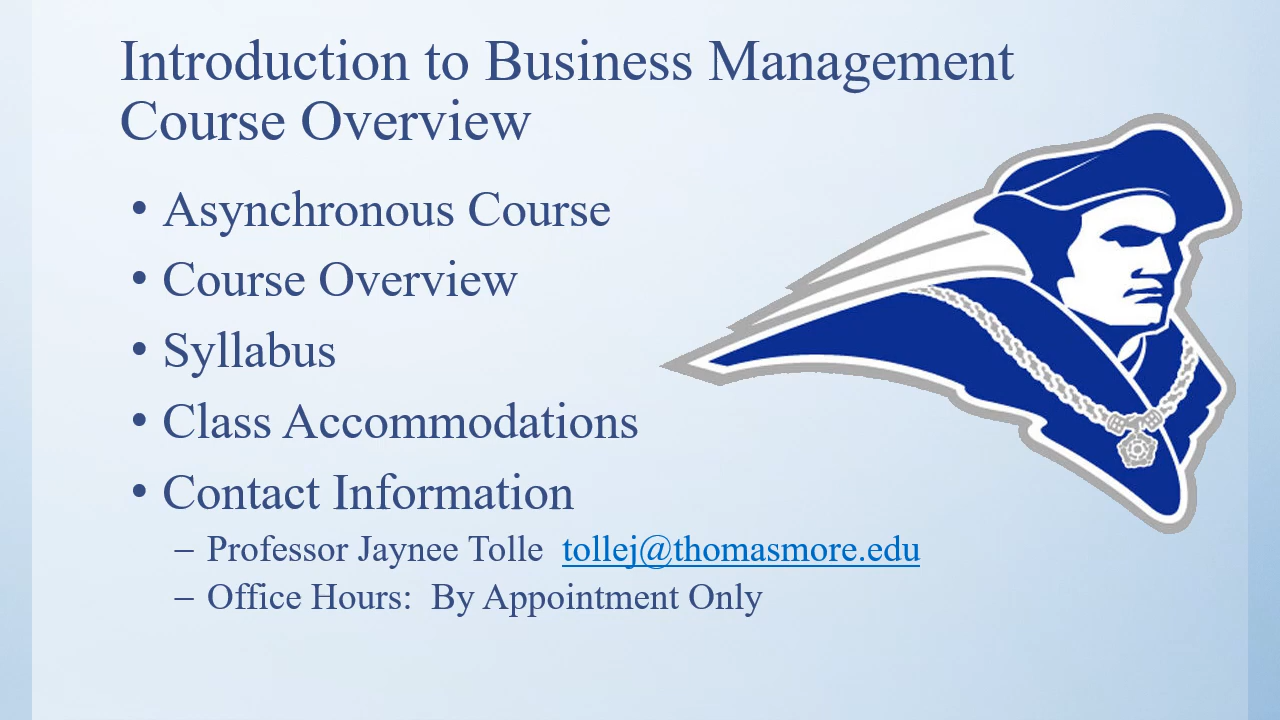 Introduction to Business Management
Course Overview
• Asynchronous Course
• Course Overview
• Syllabus
• Class Accommodations
• Contact Information
– Professor Jaynee Tolle tollej@thomasmore.edu
– Office Hours: By Appointment Only